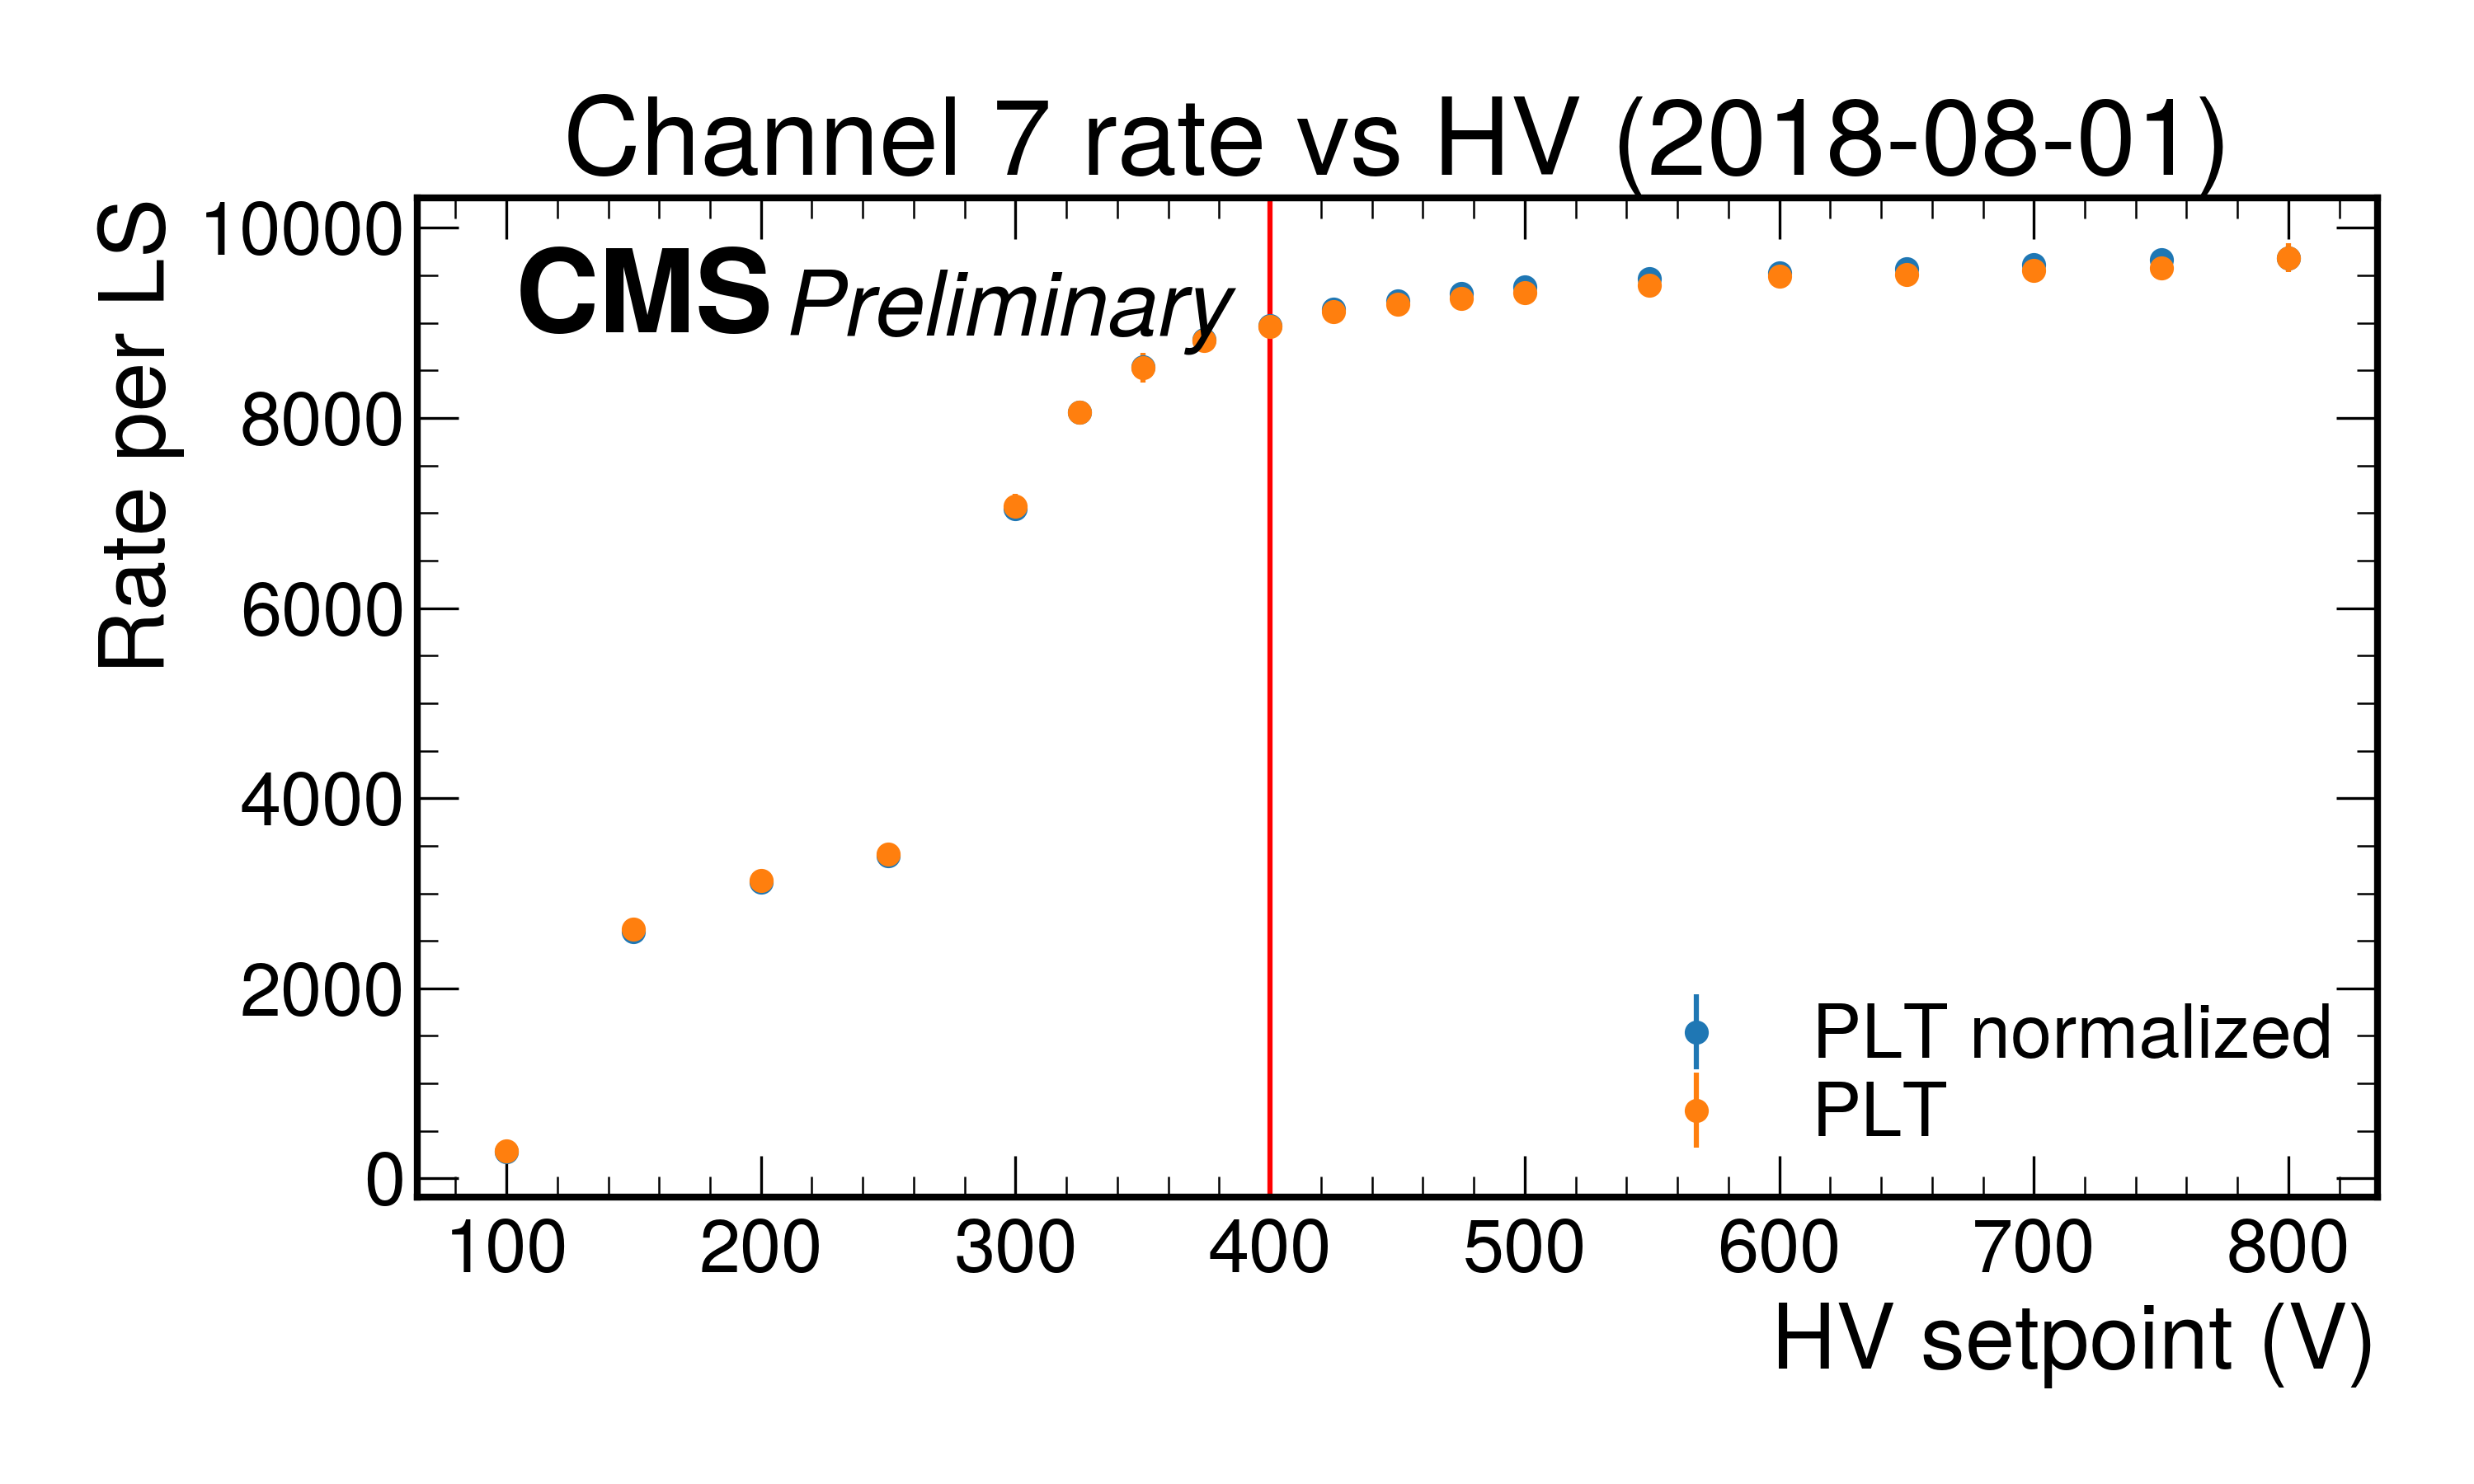 Channel 7 rate vs HV (2018-08-01)
CMS Preliminary
Rate per LS
10000
8000
6000
4000
2000
0
PLT normalized
PLT
100 200 300 400 500 600 700 800
HV setpoint (V)